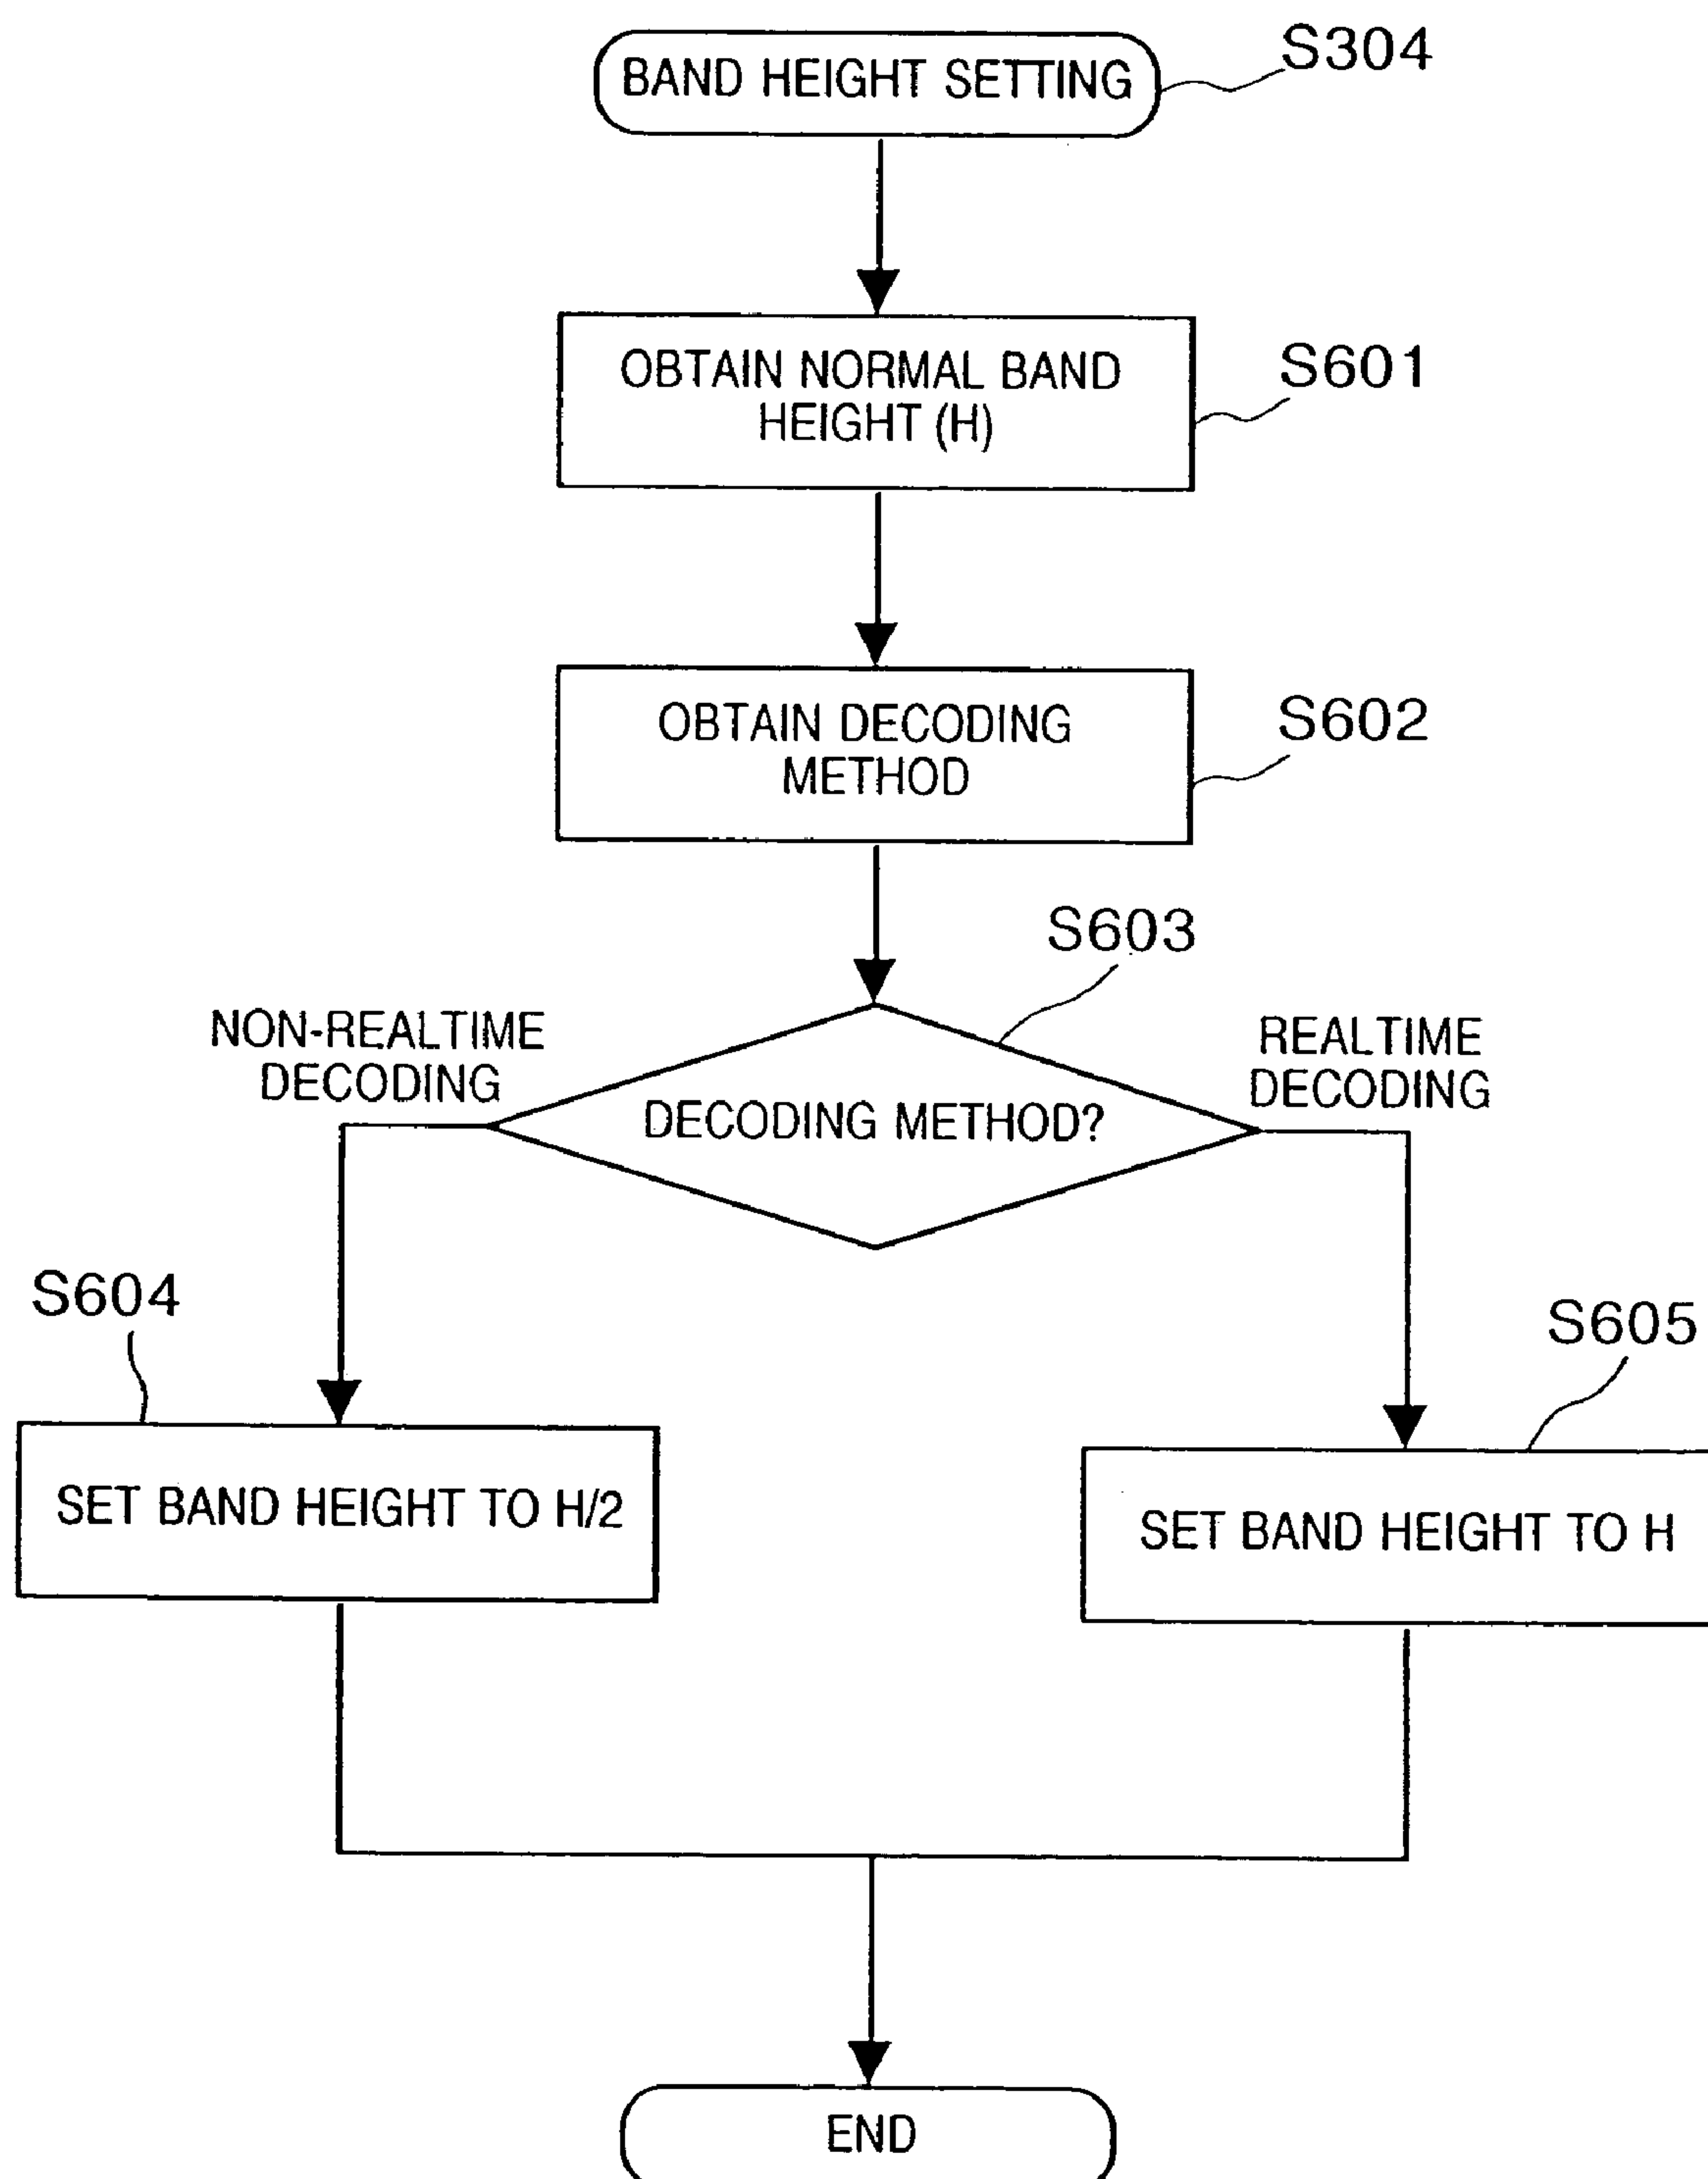 BAND HEIGHT SETTING
S304
OBTAIN NORMAL BAND
HEIGHT (H)
S601
OBTAIN DECODING
METHOD
S602
S603
NON-REALTIME
DECODING
DECODING METHOD?
REALTIME
DECODING
S604
SET BAND HEIGHT TO H/2
S605
SET BAND HEIGHT TO H
END